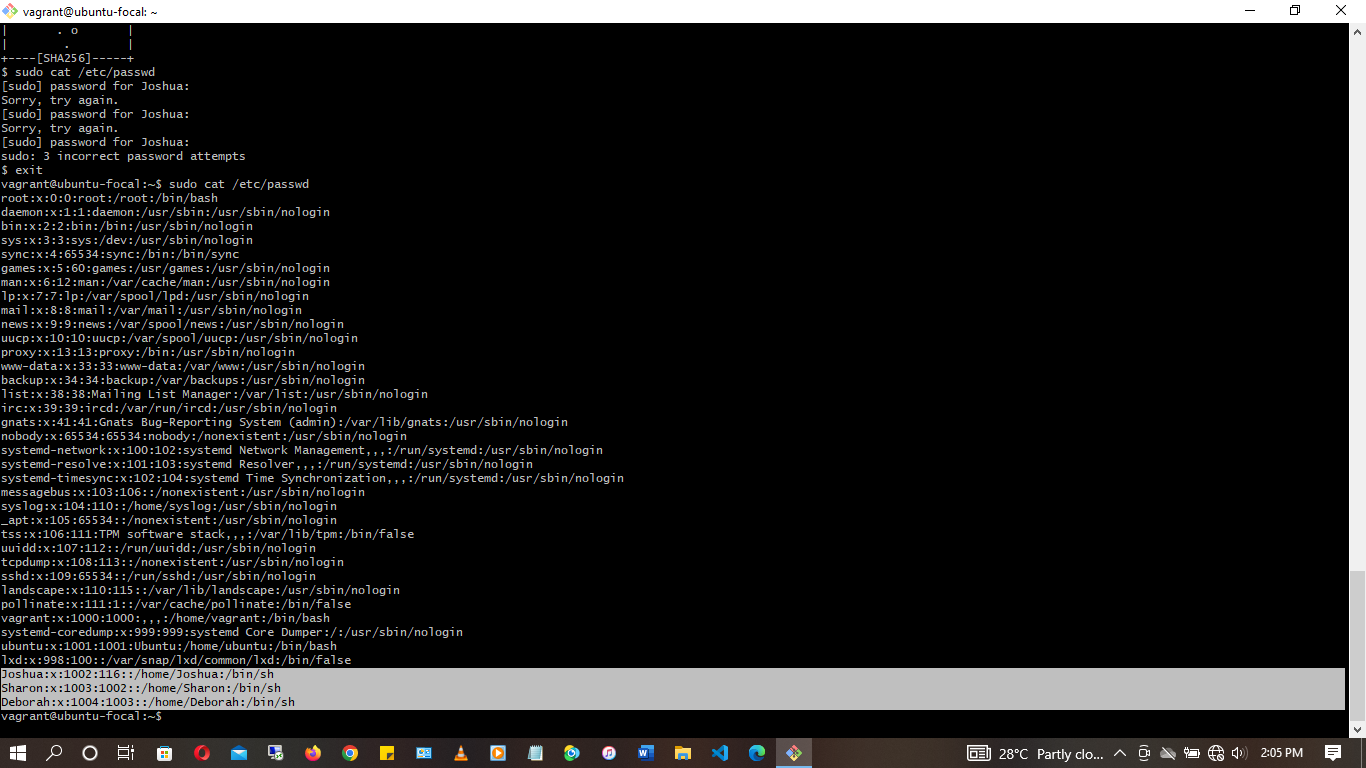 vagrant@ubuntu-focal: ~
|       . o       |
|        .        |
+----[SHA256]-----+
$ sudo cat /etc/passwd
[sudo] password for Joshua:
Sorry, try again.
[sudo] password for Joshua:
Sorry, try again.
[sudo] password for Joshua:
sudo: 3 incorrect password attempts
$ exit
vagrant@ubuntu-focal:~$ sudo cat /etc/passwd
root:x:0:0:root:/root:/bin/bash
daemon:x:1:1:daemon:/usr/sbin:/usr/sbin/nologin
bin:x:2:2:bin:/bin:/usr/sbin/nologin
sys:x:3:3:sys:/dev:/usr/sbin/nologin
sync:x:4:65534:sync:/bin:/bin/sync
games:x:5:60:games:/usr/games:/usr/sbin/nologin
man:x:6:12:man:/var/cache/man:/usr/sbin/nologin
lp:x:7:7:lp:/var/spool/lpd:/usr/sbin/nologin
mail:x:8:8:mail:/var/mail:/usr/sbin/nologin
news:x:9:9:news:/var/spool/news:/usr/sbin/nologin
uucp:x:10:10:uucp:/var/spool/uucp:/usr/sbin/nologin
proxy:x:13:13:proxy:/bin:/usr/sbin/nologin
www-data:x:33:33:www-data:/var/www:/usr/sbin/nologin
backup:x:34:34:backup:/var/backups:/usr/sbin/nologin
list:x:38:38:Mailing List Manager:/var/list:/usr/sbin/nologin
irc:x:39:39:ircd:/var/run/ircd:/usr/sbin/nologin
gnats:x:41:41:Gnats Bug-Reporting System (admin):/var/lib/gnats:/usr/sbin/nologin
nobody:x:65534:65534:nobody:/nonexistent:/usr/sbin/nologin
systemd-network:x:100:102:systemd Network Management,,,:/run/systemd:/usr/sbin/nologin
systemd-resolve:x:101:103:systemd Resolver,,,:/run/systemd:/usr/sbin/nologin
systemd-timesync:x:102:104:systemd Time Synchronization,,,:/run/systemd:/usr/sbin/nologin
messagebus:x:103:106::/nonexistent:/usr/sbin/nologin
syslog:x:104:110::/home/syslog:/usr/sbin/nologin
_apt:x:105:65534::/nonexistent:/usr/sbin/nologin
tss:x:106:111:TPM software stack,,,:/var/lib/tpm:/bin/false
uuidd:x:107:112::/run/uuidd:/usr/sbin/nologin
tcpdump:x:108:113::/nonexistent:/usr/sbin/nologin
sshd:x:109:65534::/run/sshd:/usr/sbin/nologin
landscape:x:110:115::/var/lib/landscape:/usr/sbin/nologin
pollinate:x:111:1::/var/cache/pollinate:/bin/false
vagrant:x:1000:1000:,,,:/home/vagrant:/bin/bash
systemd-coredump:x:999:999:systemd Core Dumper:/:/usr/sbin/nologin
ubuntu:x:1001:1001:Ubuntu:/home/ubuntu:/bin/bash
lxd:x:998:100::/var/snap/lxd/common/lxd:/bin/false
Joshua:x:1002:116::/home/Joshua:/bin/sh
Sharon:x:1003:1002::/home/Sharon:/bin/sh
Deborah:x:1004:1003::/home/Deborah:/bin/sh
vagrant@ubuntu-focal:~$
28°C Partly clo... 2:05 PM